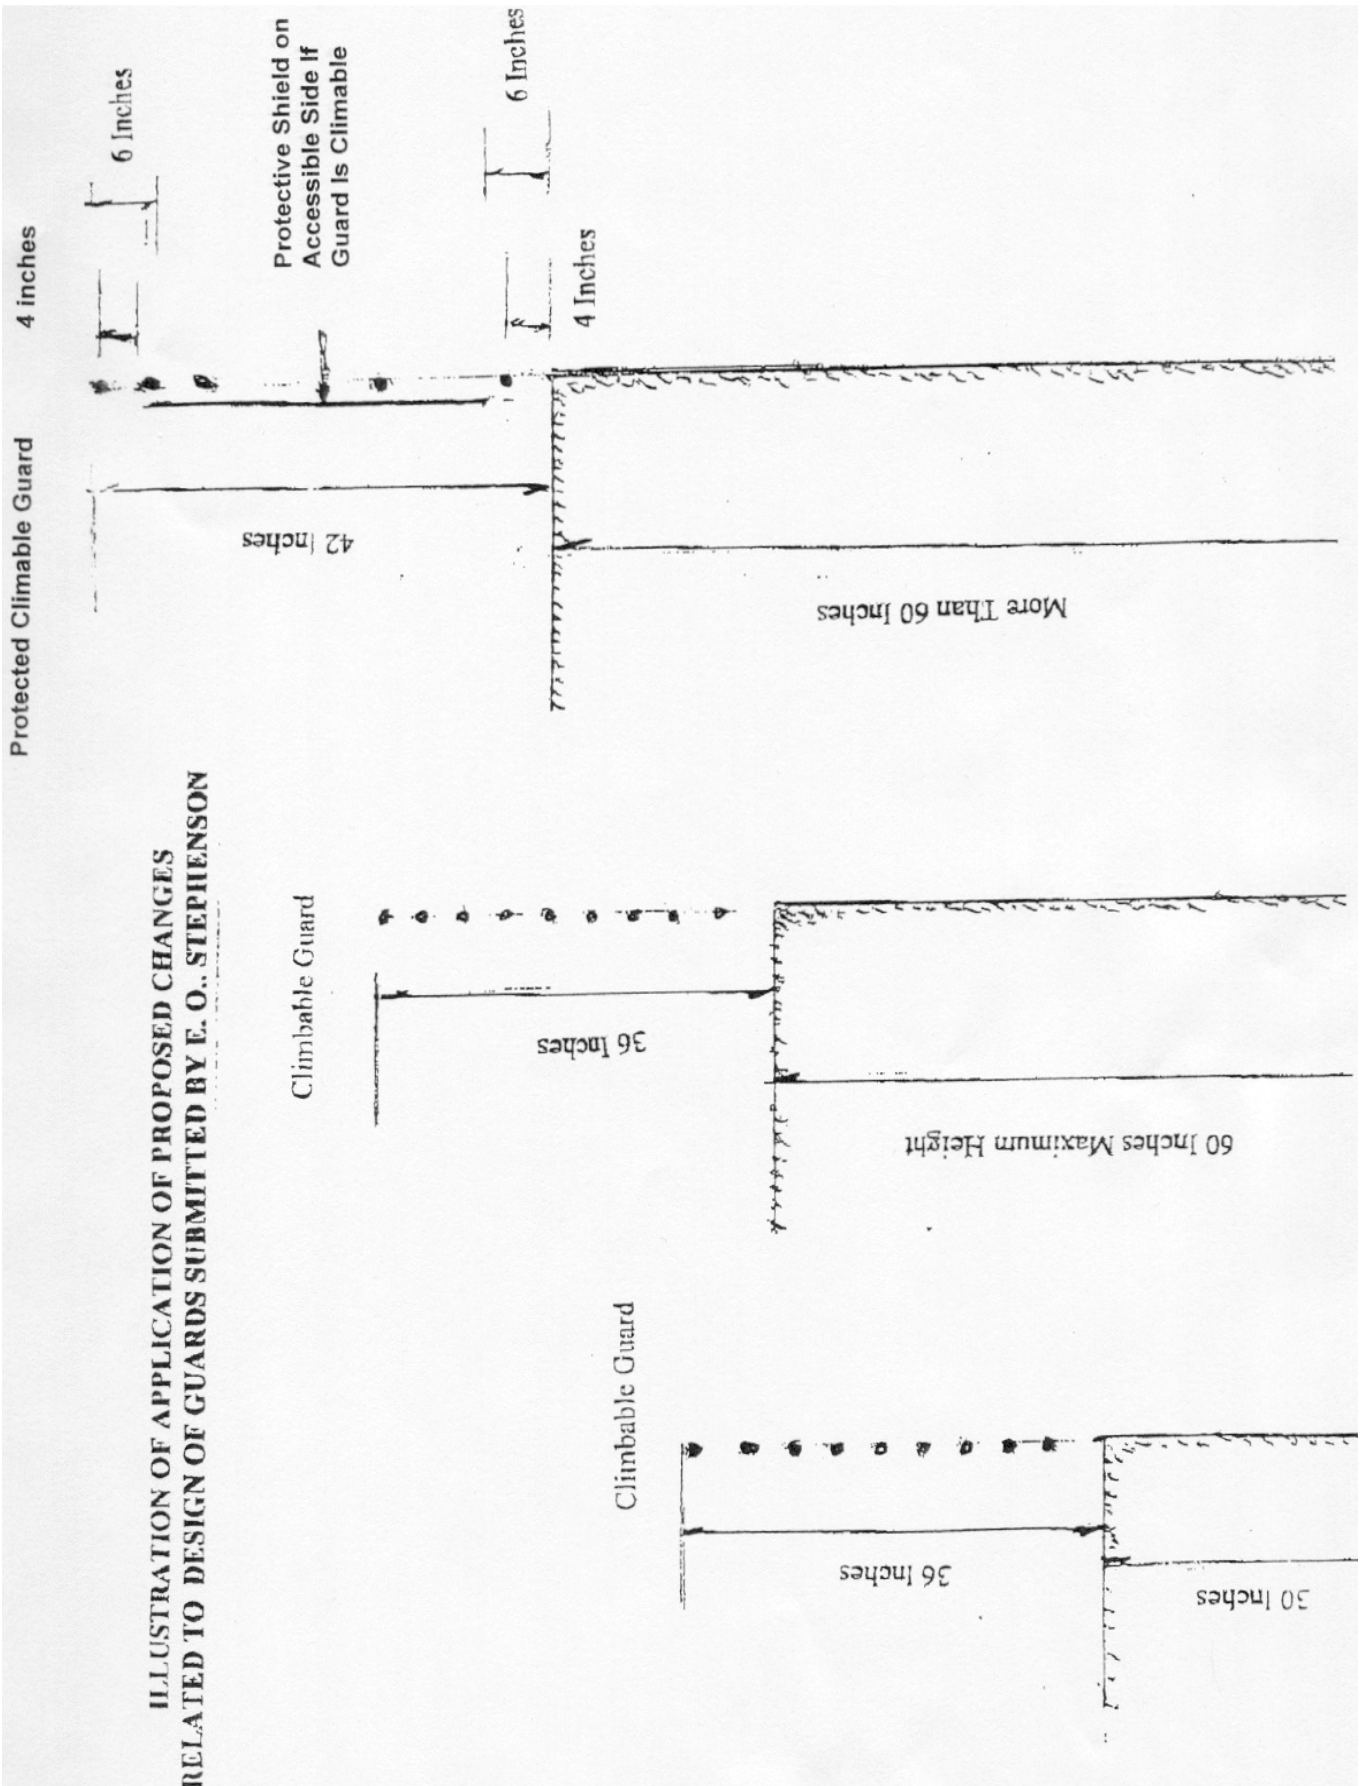 ILLUSTRATION OF APPLICATION OF PROPOSED CHANGES
RELATED TO DESIGN OF GUARDS SUBMITTED BY E. O.. STEPHENSON
Protected Climable Guard
4 inches
6 Inches
Protective Shield on
Accessible Side If
Guard Is Climable
6 Inches
4 Inches
42 Inches
More Than 60 Inches
Climbable Guard
36 Inches
60 Inches Maximum Height
Climbable Guard
36 Inches
30 Inches